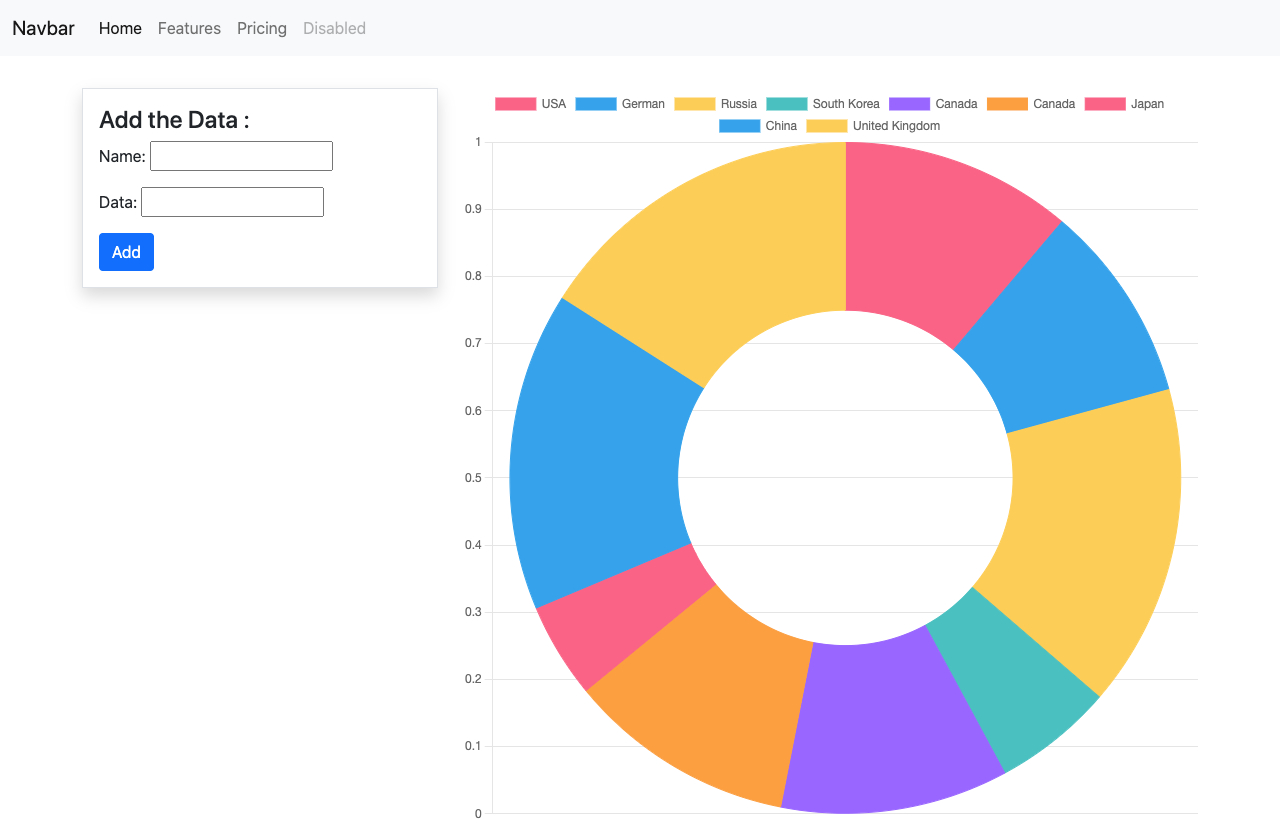 Navbar Home Features Pricing Disabled
Add the Data :
Name:
Data:
Add
USA German Russia South Korea Canada Canada Japan
China United Kingdom
1
0.9
0.8
0.7
0.6
0.5
0.4
0.3
0.2
0.1
0